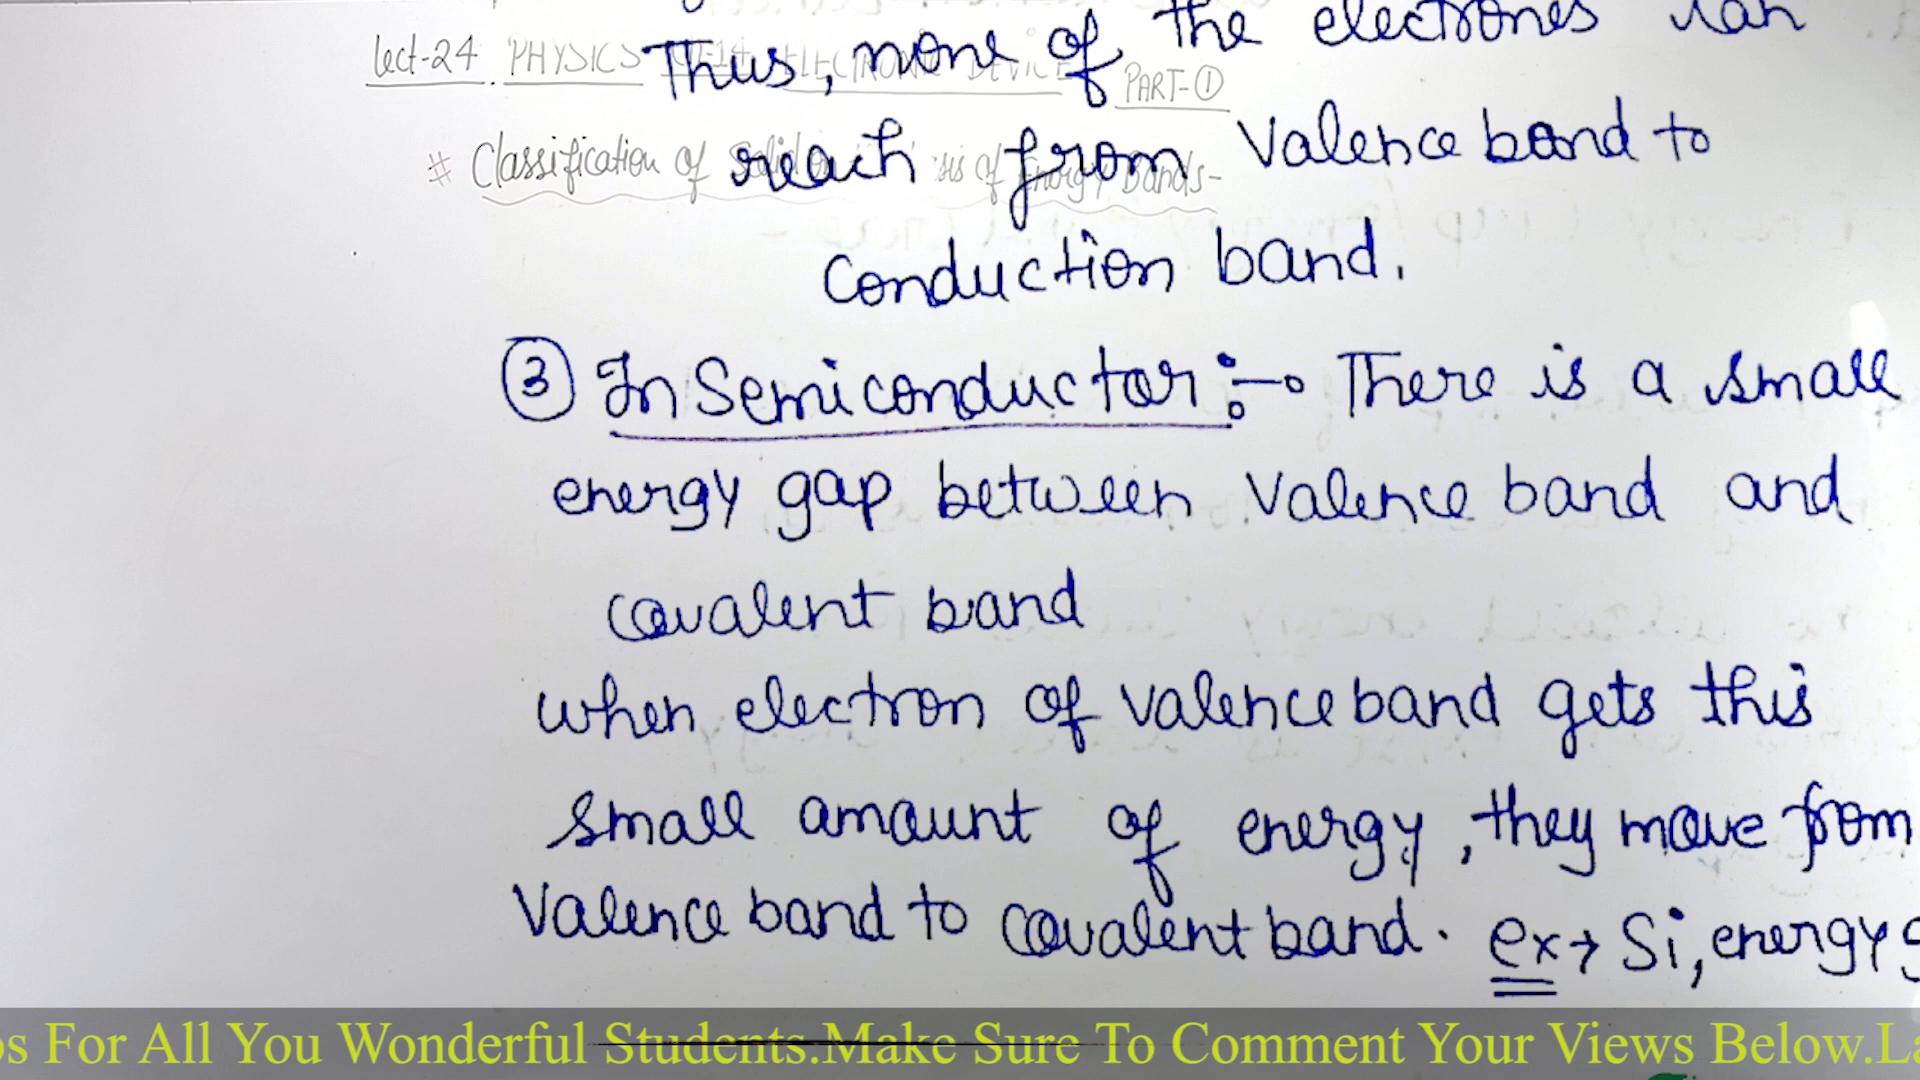 Thus, none of the electrones can
Lect-24. PHYSICS
PART-①
# Classification of
reach from Valence band to
Conduction band.
③ In Semiconductor :- There is a small
energy gap between Valence band and
covalent band
when electron of valence band gets this
small amount of energy, they move from
Valence band to Covalent band. ex→ Si, energy g
s For All You Wonderful Students.Make Sure To Comment Your Views Below.La